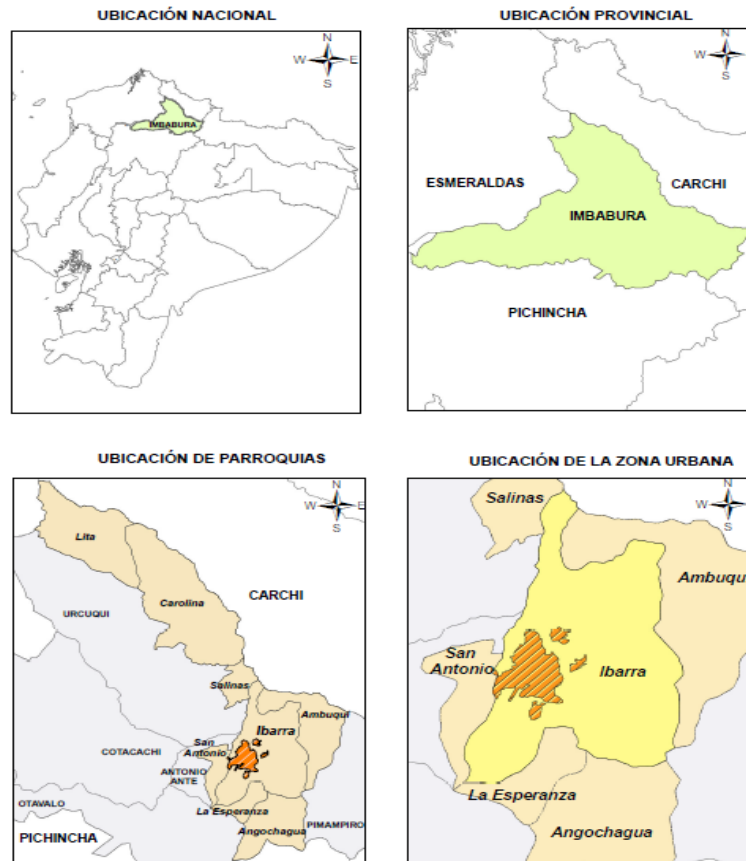 UBICACIÓN NACIONAL
N
W E
S
IMBABURA
UBICACIÓN PROVINCIAL
N
W
S
ESMERALDAS
CARCHI
IMBABURA
PICHINCHA
UBICACIÓN DE PARROQUIAS
N
W E
S
Lita
Carolina
CARCHI
URCUQUI
Salinas
Ambuqui
Ibarra
San
Antonio
COTACACHI
ANTONIO
ANTE
OTAVALO
La Esperanza
PIMAMPIRO
Angochagua
PICHINCHA
UBICACIÓN DE LA ZONA URBANA
N
W
S
Salinas
Ambuqu
San
Antonio
Ibarra
La Esperanza
Angochagua